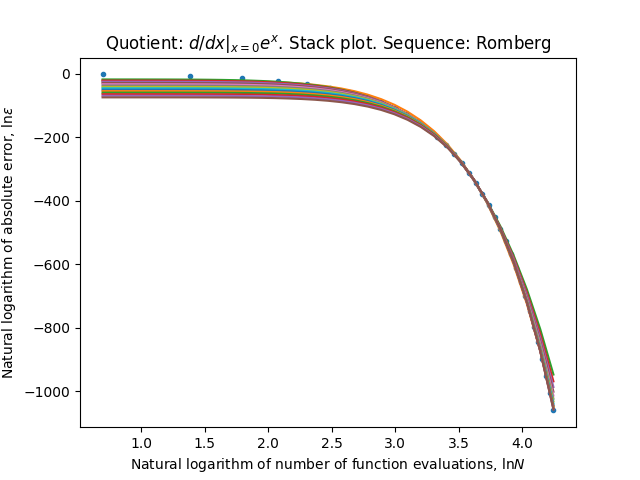 Quotient: d/dx|ₓ₌₀eˣ. Stack plot. Sequence: Romberg
Natural logarithm of absolute error, lnε
0
−200
−400
−600
−800
−1000
1.0 1.5 2.0 2.5 3.0 3.5 4.0
Natural logarithm of number of function evaluations, lnN